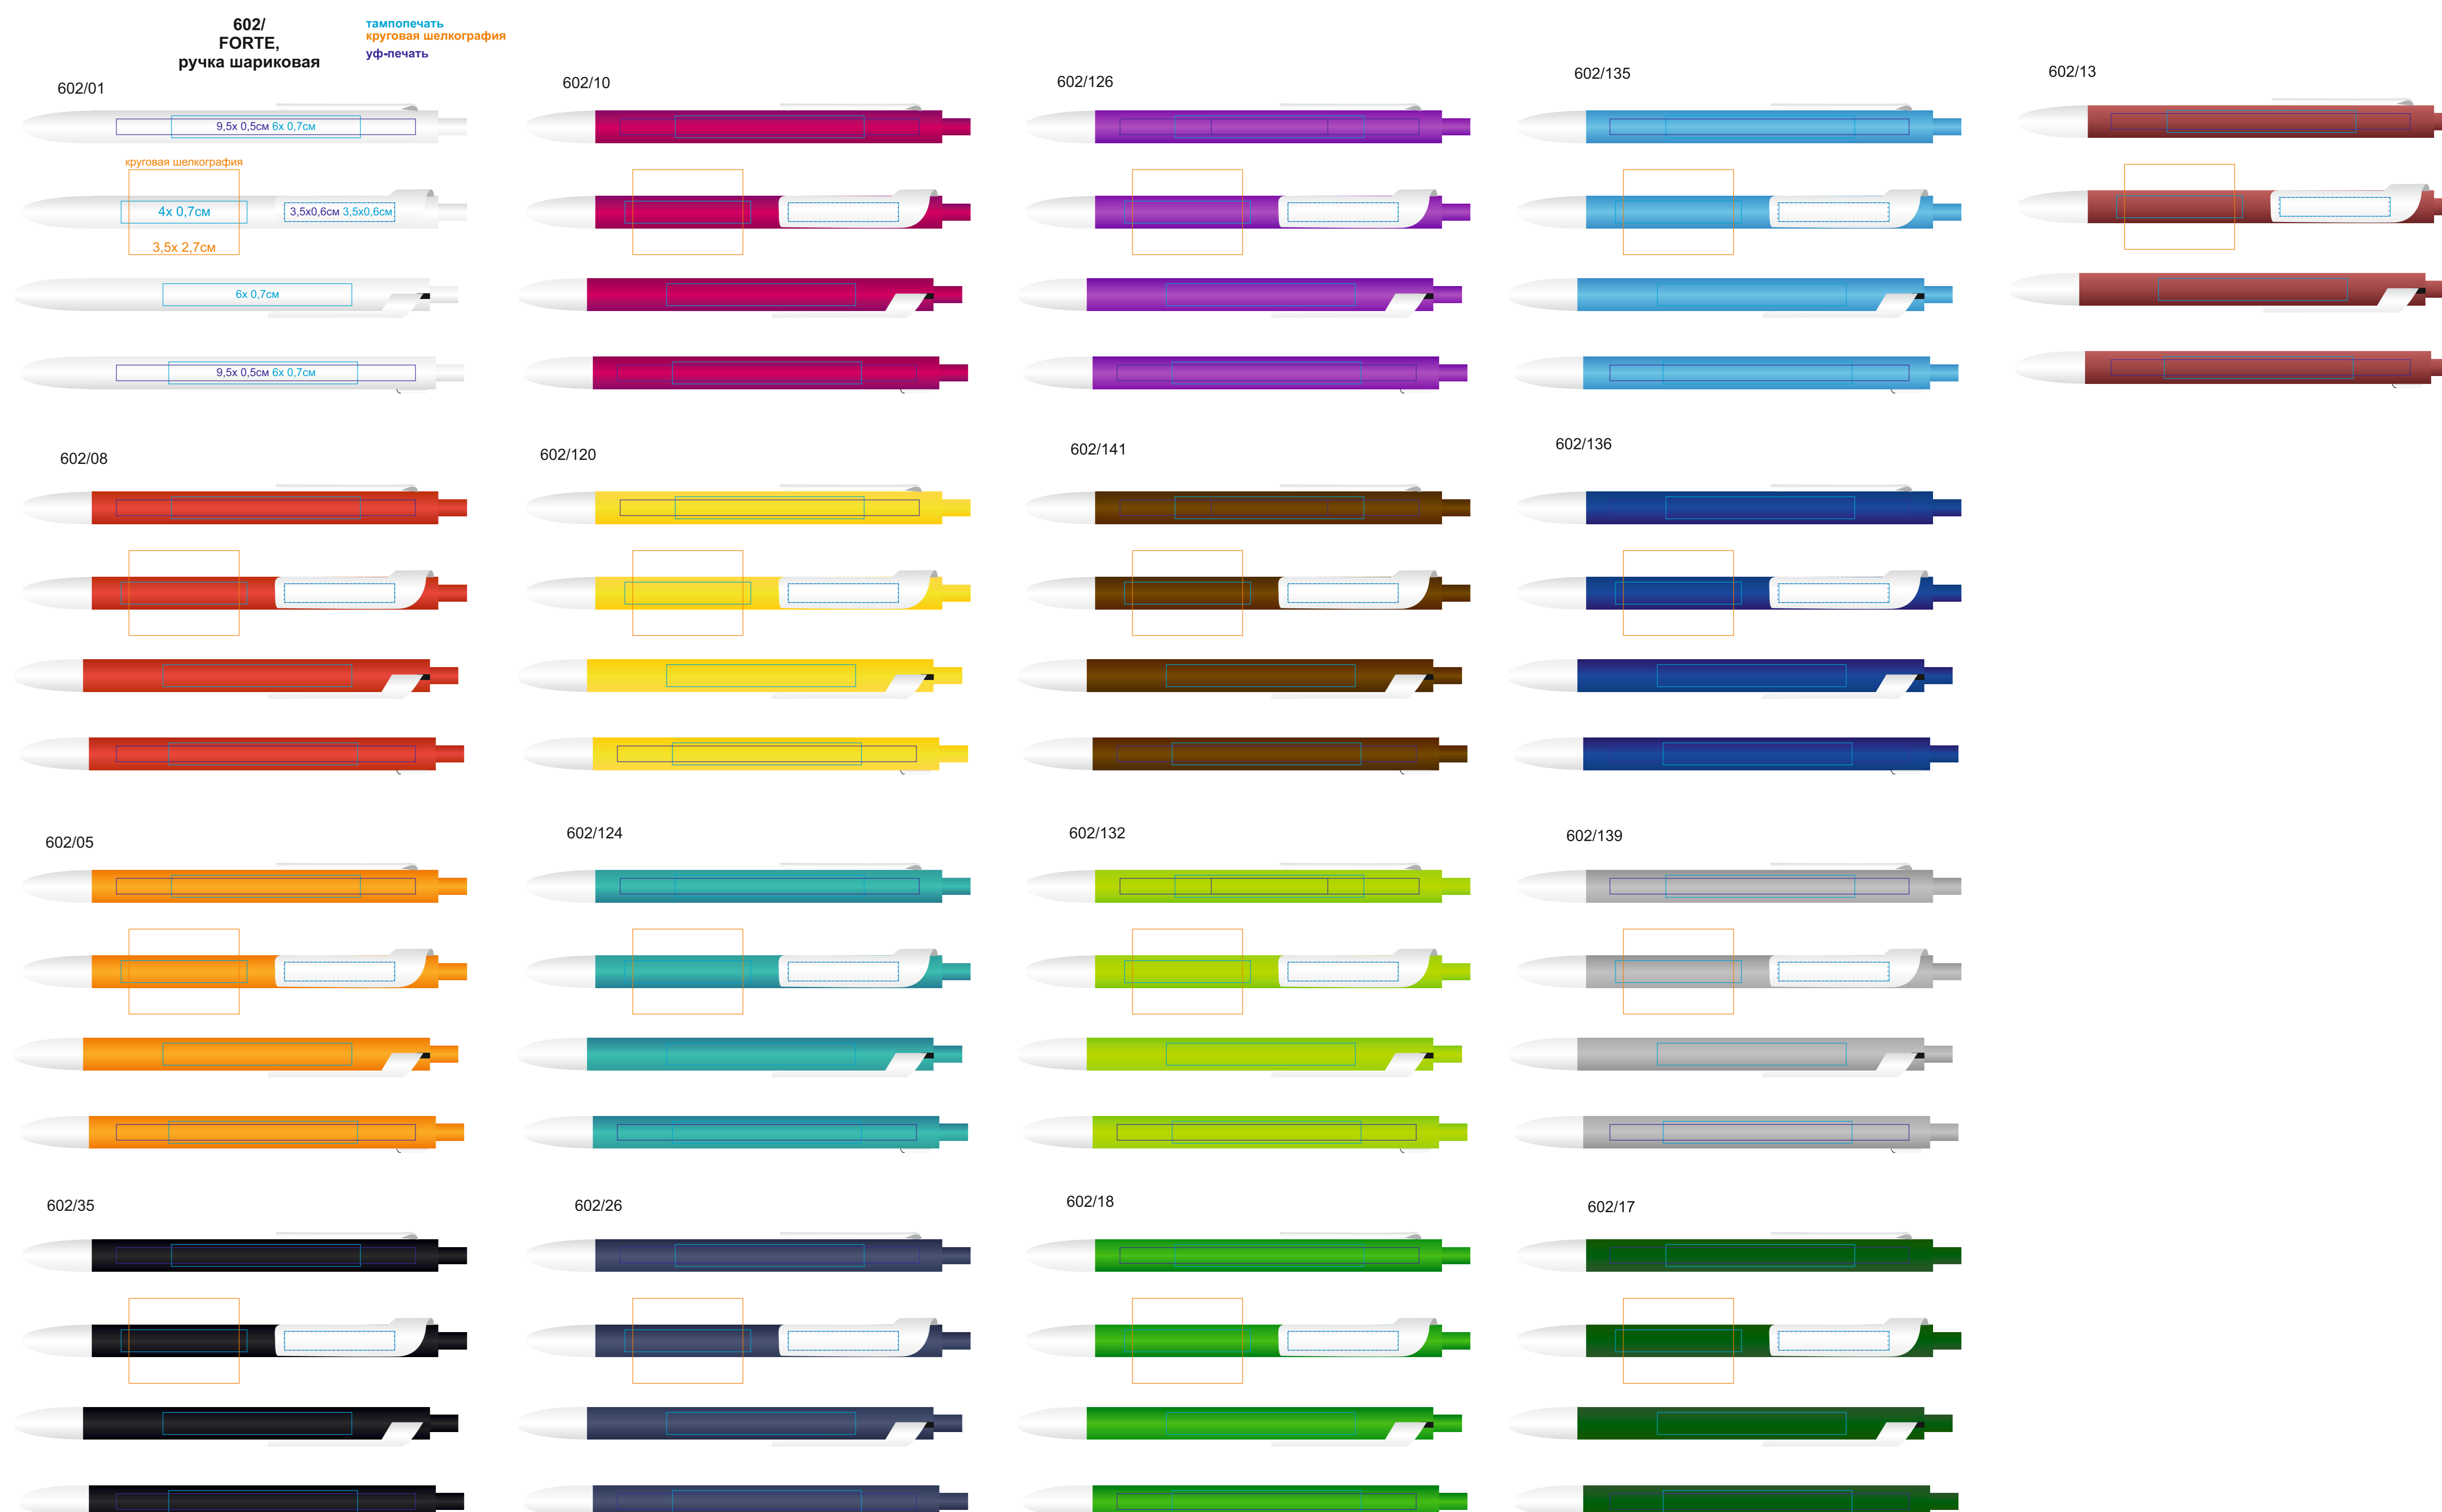 602/
FORTE,
ручка шариковая
тампопечать
круговая шелкография
уф-печать
602/01
602/10
602/126
602/135
602/13
9,5х 0,5см 6х 0,7см
круговая шелкография
4х 0,7см
3,5х0,6см 3,5х0,6см
3,5х 2,7см
6х 0,7см
9,5х 0,5см 6х 0,7см
602/08
602/120
602/141
602/136
602/05
602/124
602/132
602/139
602/35
602/26
602/18
602/17